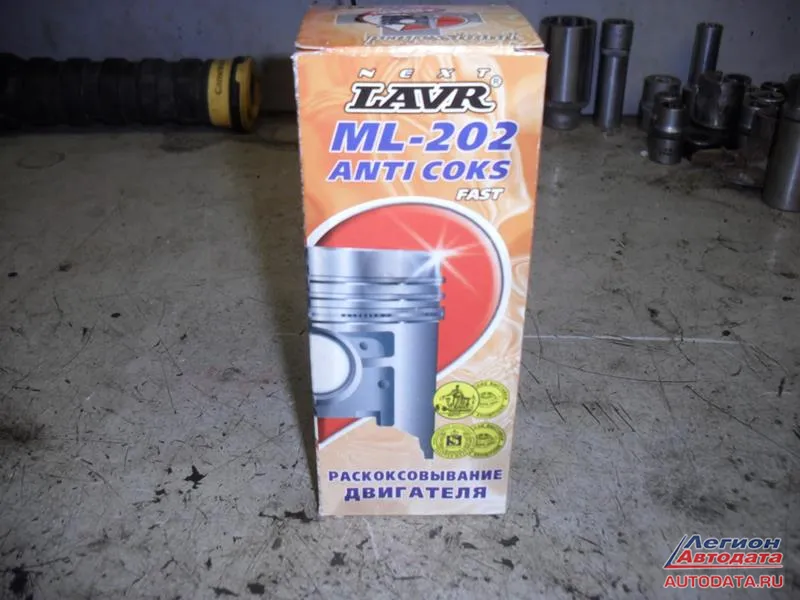 NEXT
LAVR®
ML-202
ANTI COKS
FAST
РАСКОКСОВЫВАНИЕ
ДВИГАТЕЛЯ
Легион
Автодата
AUTODATA.RU